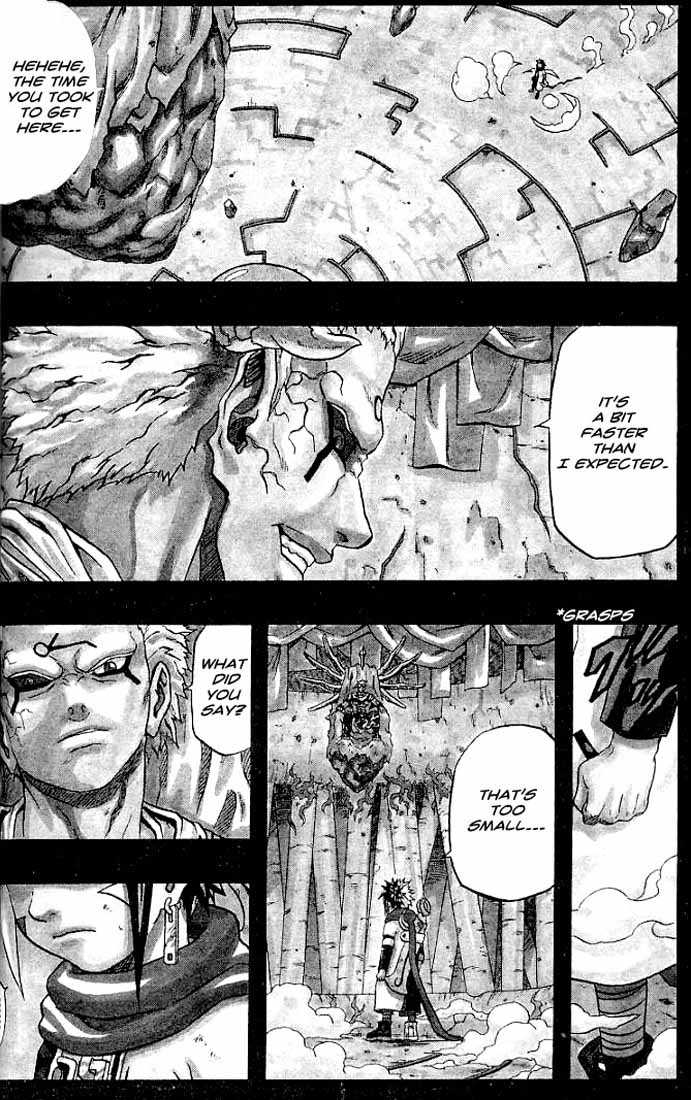 HEHEHE,
THE TIME
YOU TOOK
TO GET
HERE---
IT'S
A BIT
FASTER
THAN
I EXPECTED-
*GRASPS
THAT'S
TOO
SMALL---
WHAT
DID
YOU
SAY?